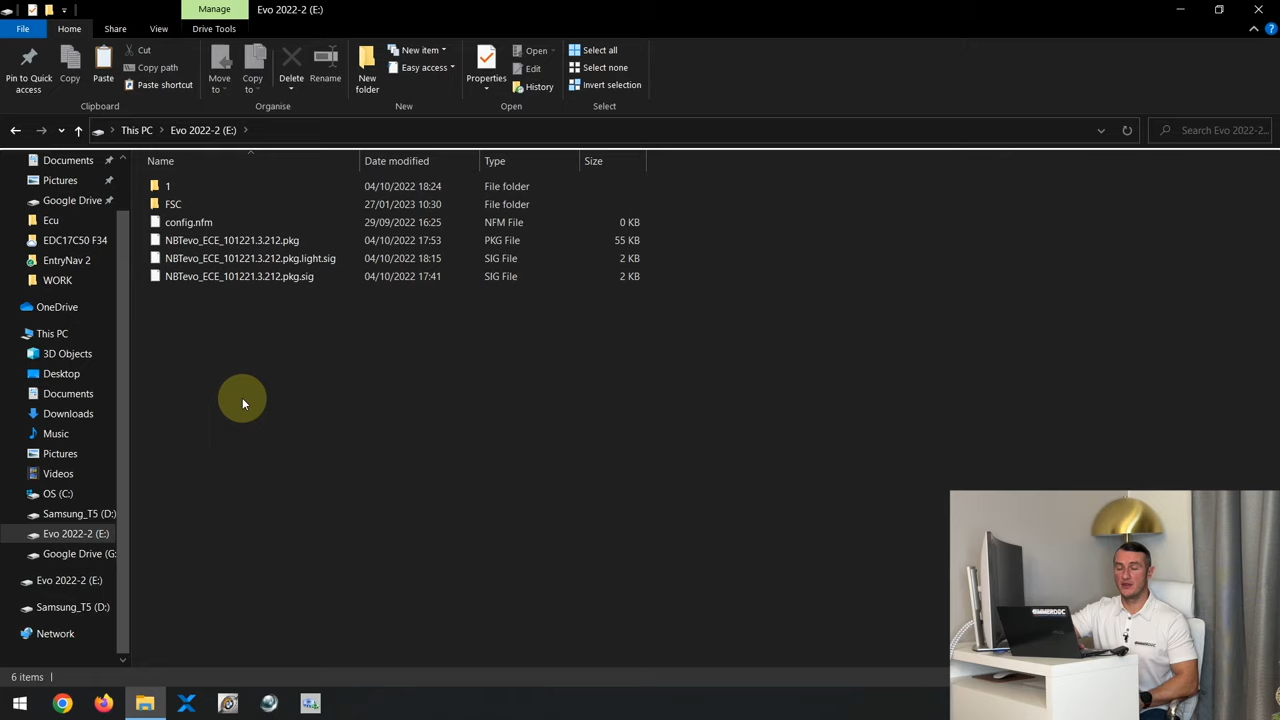 Manage
Evo 2022-2 (E:)
File
Home
Share
View
Drive Tools
Pin to Quick access
Copy
Paste
Cut
Copy path
Paste shortcut
Clipboard
Move to
Copy to
Delete
Rename
Organise
New folder
New item
Easy access
New
Properties
Open
Edit
History
Open
Select all
Select none
Invert selection
Select
This PC
Evo 2022-2 (E:)
Search Evo 2022-2...
Name
Date modified
Type
Size
1 04/10/2022 18:24 File folder
FSC 27/01/2023 10:30 File folder
config.nfm 29/09/2022 16:25 NFM File 0 KB
NBTevo_ECE_101221.3.212.pkg 04/10/2022 17:53 PKG File 55 KB
NBTevo_ECE_101221.3.212.pkg.light.sig 04/10/2022 18:15 SIG File 2 KB
NBTevo_ECE_101221.3.212.pkg.sig 04/10/2022 17:41 SIG File 2 KB
Documents
Pictures
Google Drive
Ecu
EDC17C50 F34
EntryNav 2
WORK
OneDrive
This PC
3D Objects
Desktop
Documents
Downloads
Music
Pictures
Videos
OS (C:)
Samsung_T5 (D:)
Evo 2022-2 (E:)
Google Drive (G:
Evo 2022-2 (E:)
Samsung_T5 (D:)
Network
6 items